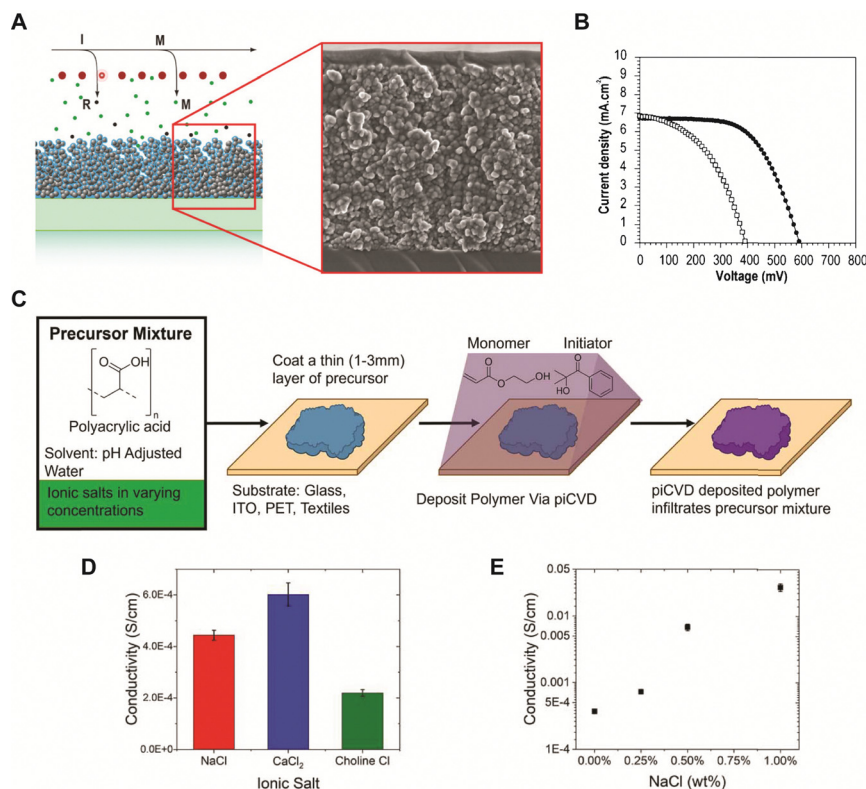 A
I
M
R
M
B
Current density (mA.cm²)
10
9
8
7
6
5
4
3
2
1
0
0 100 200 300 400 500 600 700 800
Voltage (mV)
C
Precursor Mixture
O
OH
n
Polyacrylic acid
Solvent: pH Adjusted
Water
Ionic salts in varying
concentrations
Coat a thin (1-3mm)
layer of precursor
Substrate: Glass,
ITO, PET, Textiles
Monomer
Initiator
O
O
OH
O
HO
Deposit Polymer Via piCVD
piCVD deposited polymer
infiltrates precursor mixture
D
Conductivity (S/cm)
6.0E-4
4.0E-4
2.0E-4
0.0E+0
NaCl
CaCl₂
Choline Cl
Ionic Salt
E
Conductivity (S/cm)
0.05
0.01
0.005
0.001
5E-4
1E-4
0.00% 0.25% 0.50% 0.75% 1.00%
NaCl (wt%)